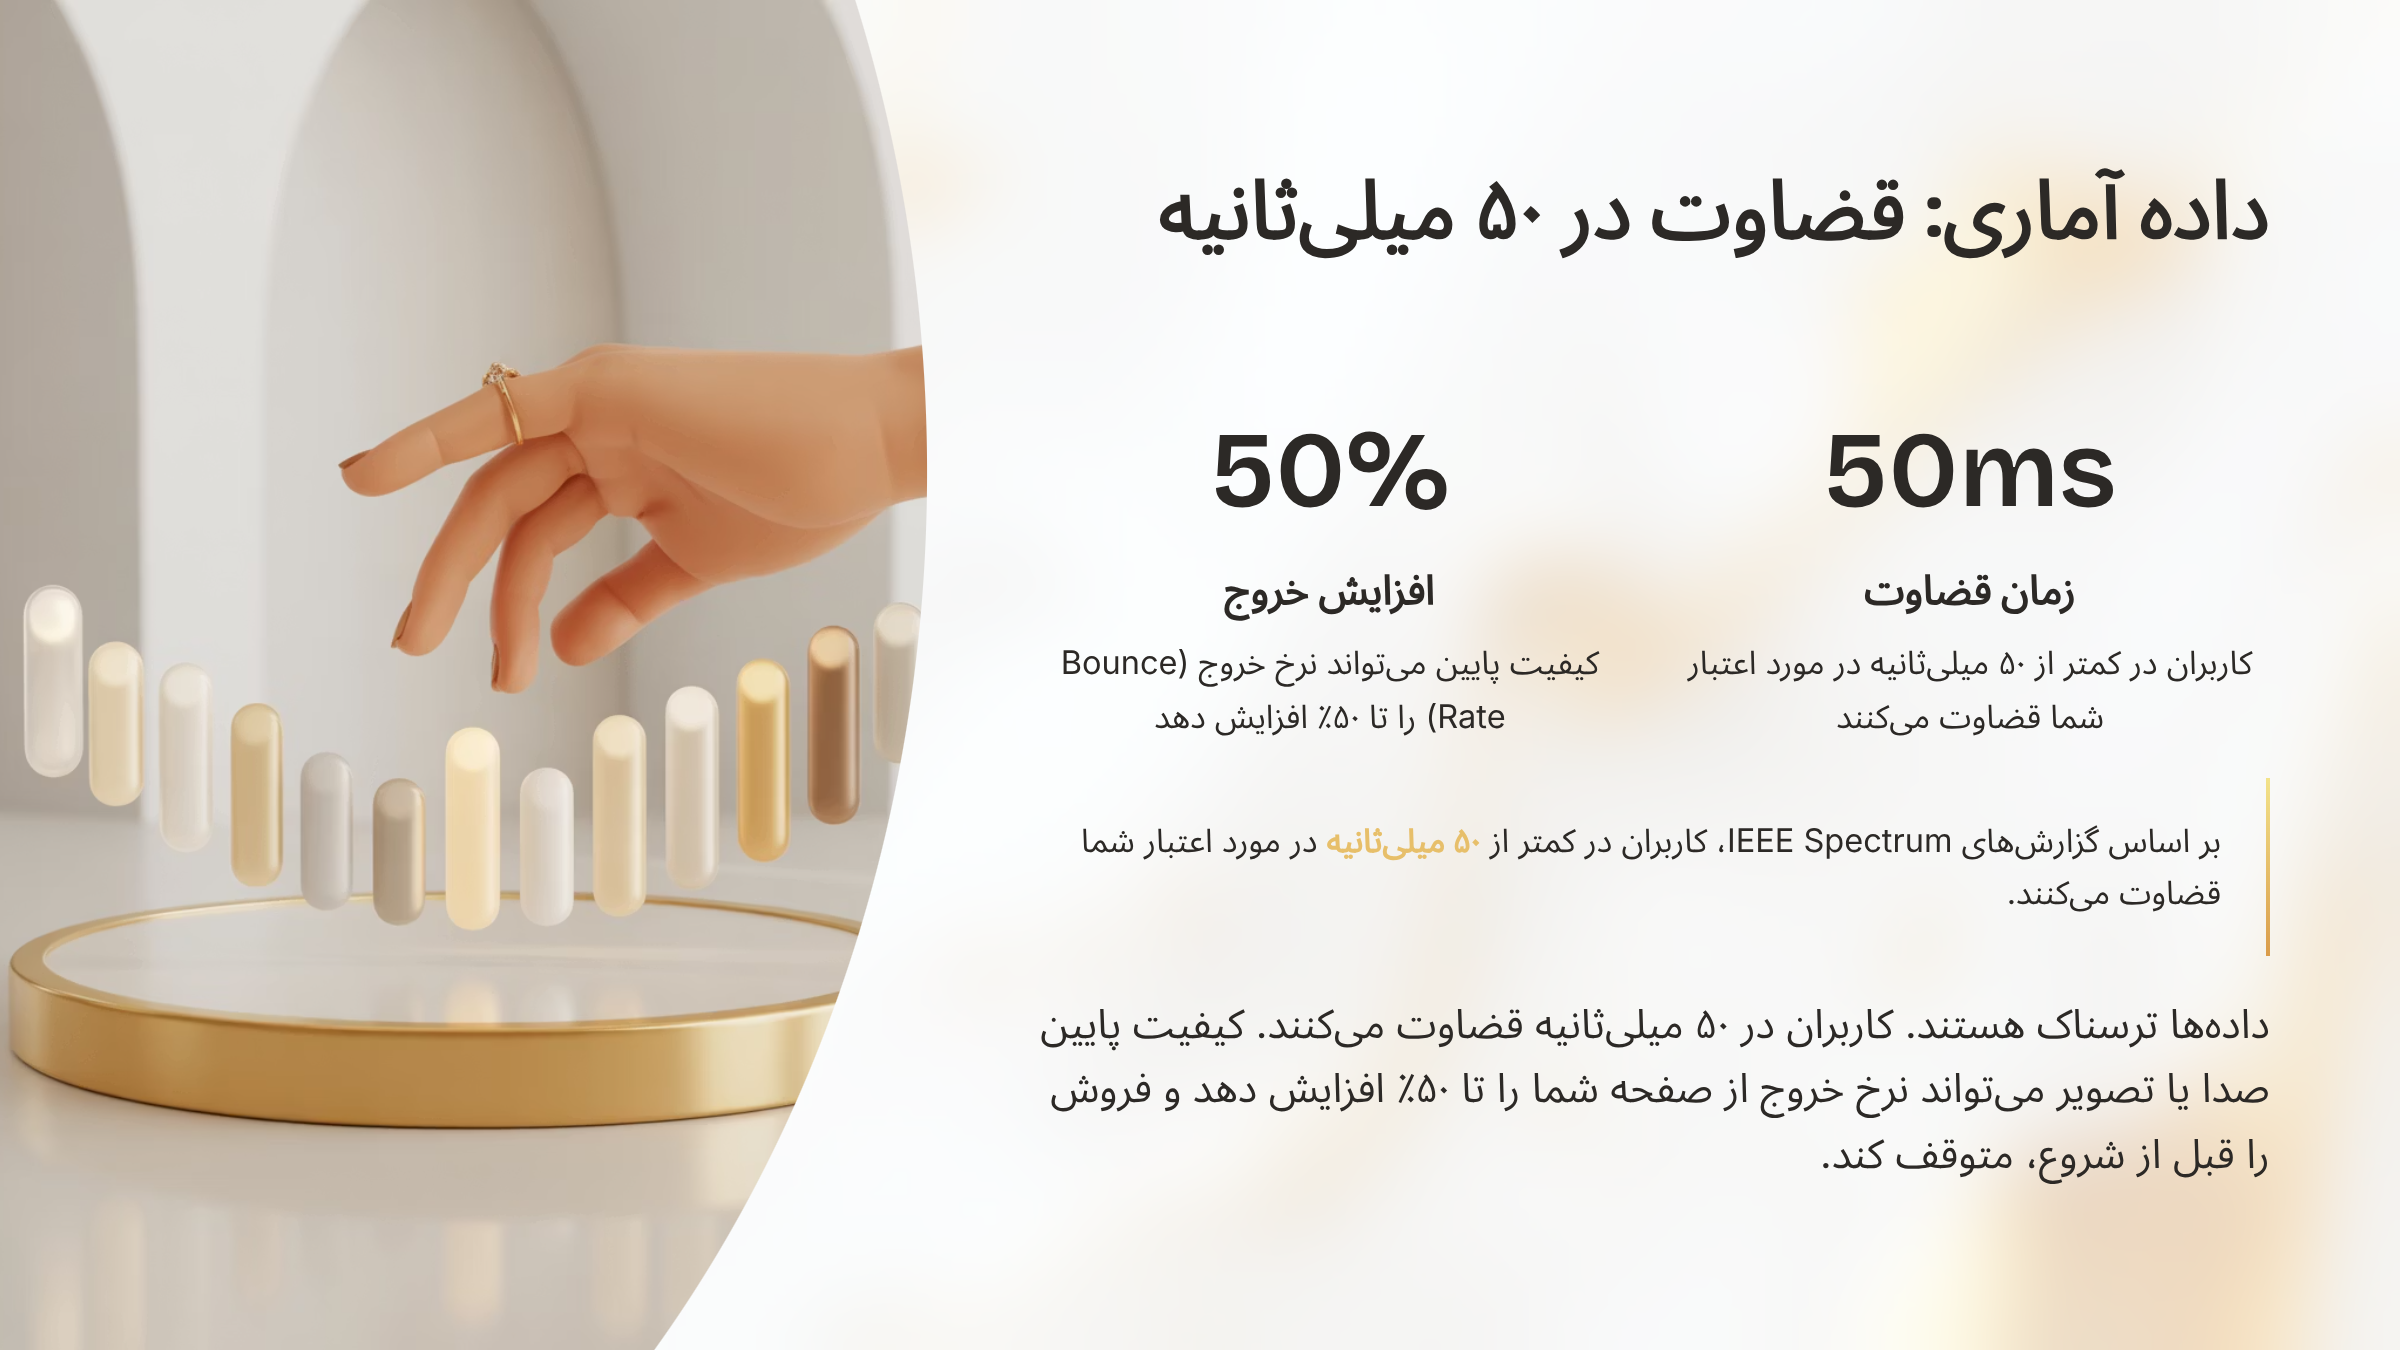 داده آماری: قضاوت در ۵۰ میلی‌ثانیه
50ms
زمان قضاوت
کاربران در کمتر از ۵۰ میلی‌ثانیه در مورد اعتبار
شما قضاوت می‌کنند
50%
افزایش خروج
کیفیت پایین می‌تواند نرخ خروج (Bounce
Rate) را تا ۵۰٪ افزایش دهد
بر اساس گزارش‌های IEEE Spectrum، کاربران در کمتر از ۵۰ میلی‌ثانیه در مورد اعتبار شما
قضاوت می‌کنند.
داده‌ها ترسناک هستند. کاربران در ۵۰ میلی‌ثانیه قضاوت می‌کنند. کیفیت پایین
صدا یا تصویر می‌تواند نرخ خروج از صفحه شما را تا ۵۰٪ افزایش دهد و فروش
را قبل از شروع، متوقف کند.